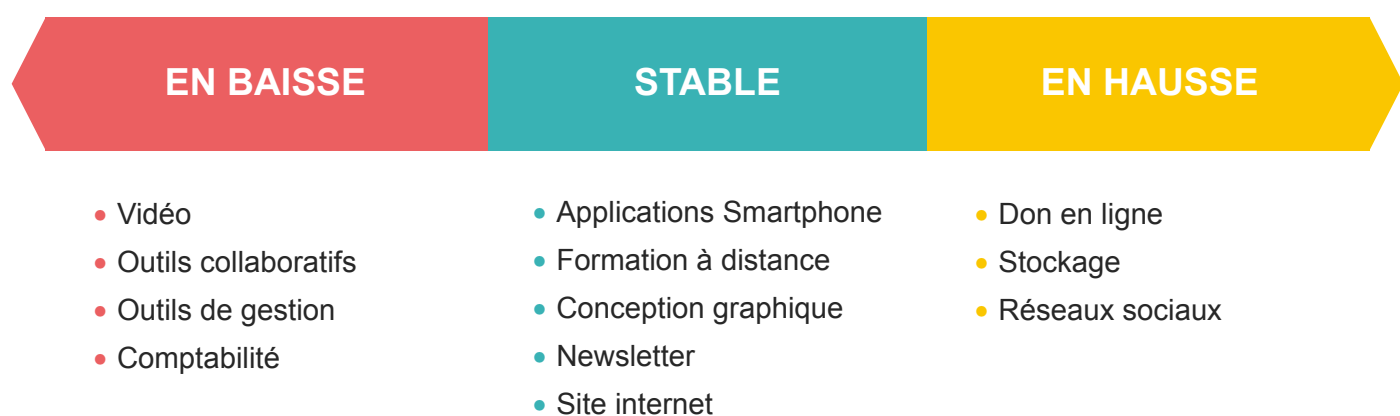 EN BAISSE
STABLE
EN HAUSSE
• Vidéo
• Outils collaboratifs
• Outils de gestion
• Comptabilité
• Applications Smartphone
• Formation à distance
• Conception graphique
• Newsletter
• Site internet
• Don en ligne
• Stockage
• Réseaux sociaux